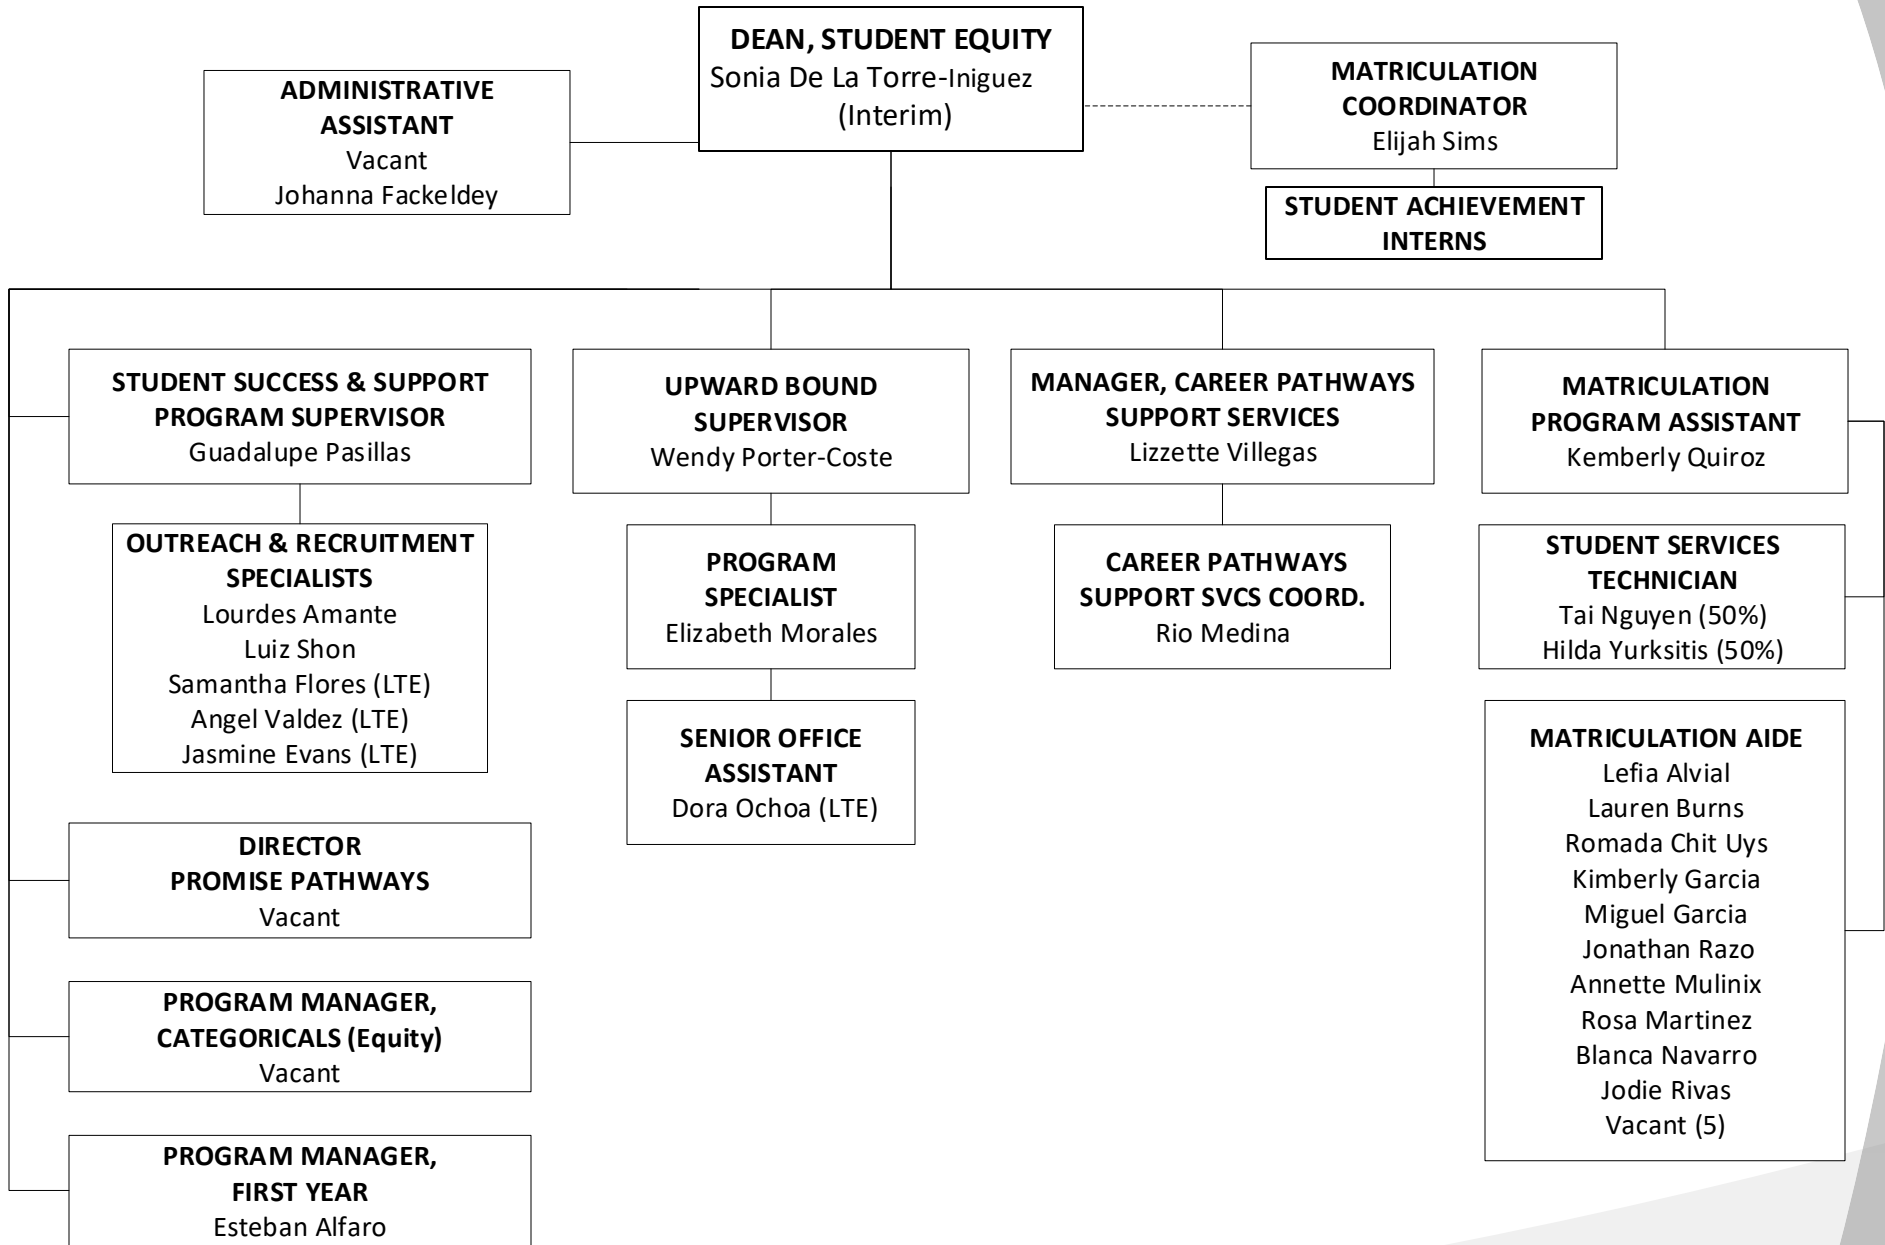 DEAN, STUDENT EQUITY
Sonia De La Torre-Iniguez
(Interim)
ADMINISTRATIVE
ASSISTANT
Vacant
Johanna Fackeldey
MATRICULATION
COORDINATOR
Elijah Sims
STUDENT ACHIEVEMENT
INTERNS
STUDENT SUCCESS & SUPPORT
PROGRAM SUPERVISOR
Guadalupe Pasillas
OUTREACH & RECRUITMENT
SPECIALISTS
Lourdes Amante
Luiz Shon
Samantha Flores (LTE)
Angel Valdez (LTE)
Jasmine Evans (LTE)
DIRECTOR
PROMISE PATHWAYS
Vacant
PROGRAM MANAGER,
CATEGORICALS (Equity)
Vacant
PROGRAM MANAGER,
FIRST YEAR
Esteban Alfaro
UPWARD BOUND
SUPERVISOR
Wendy Porter-Coste
PROGRAM
SPECIALIST
Elizabeth Morales
SENIOR OFFICE
ASSISTANT
Dora Ochoa (LTE)
MANAGER, CAREER PATHWAYS
SUPPORT SERVICES
Lizzette Villegas
CAREER PATHWAYS
SUPPORT SVCS COORD.
Rio Medina
MATRICULATION
PROGRAM ASSISTANT
Kemberly Quiroz
STUDENT SERVICES
TECHNICIAN
Tai Nguyen (50%)
Hilda Yurksitis (50%)
MATRICULATION AIDE
Lefia Alvial
Lauren Burns
Romada Chit Uys
Kimberly Garcia
Miguel Garcia
Jonathan Razo
Annette Mulinix
Rosa Martinez
Blanca Navarro
Jodie Rivas
Vacant (5)